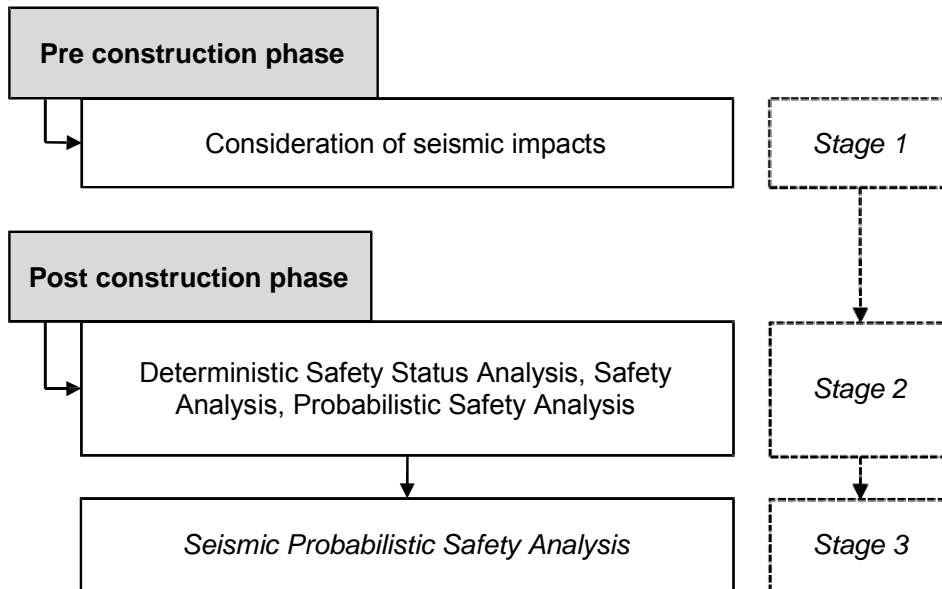 Pre construction phase
Consideration of seismic impacts
Stage 1
Post construction phase
Deterministic Safety Status Analysis, Safety
Analysis, Probabilistic Safety Analysis
Stage 2
Seismic Probabilistic Safety Analysis
Stage 3